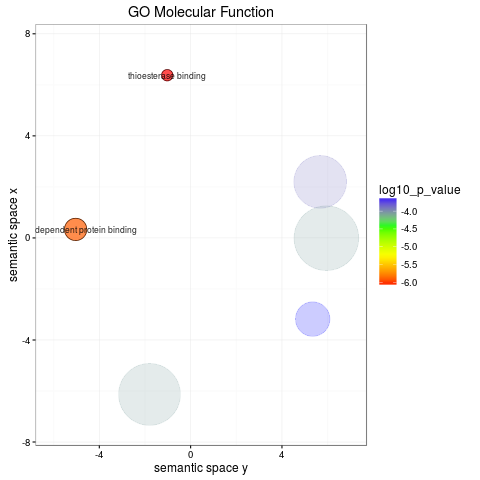 GO Molecular Function
8
thioesterase binding
4
dependent protein binding
0
-4
-8
-4
0
4
semantic space y
semantic space x
log10_p_value
-4.0
-4.5
-5.0
-5.5
-6.0